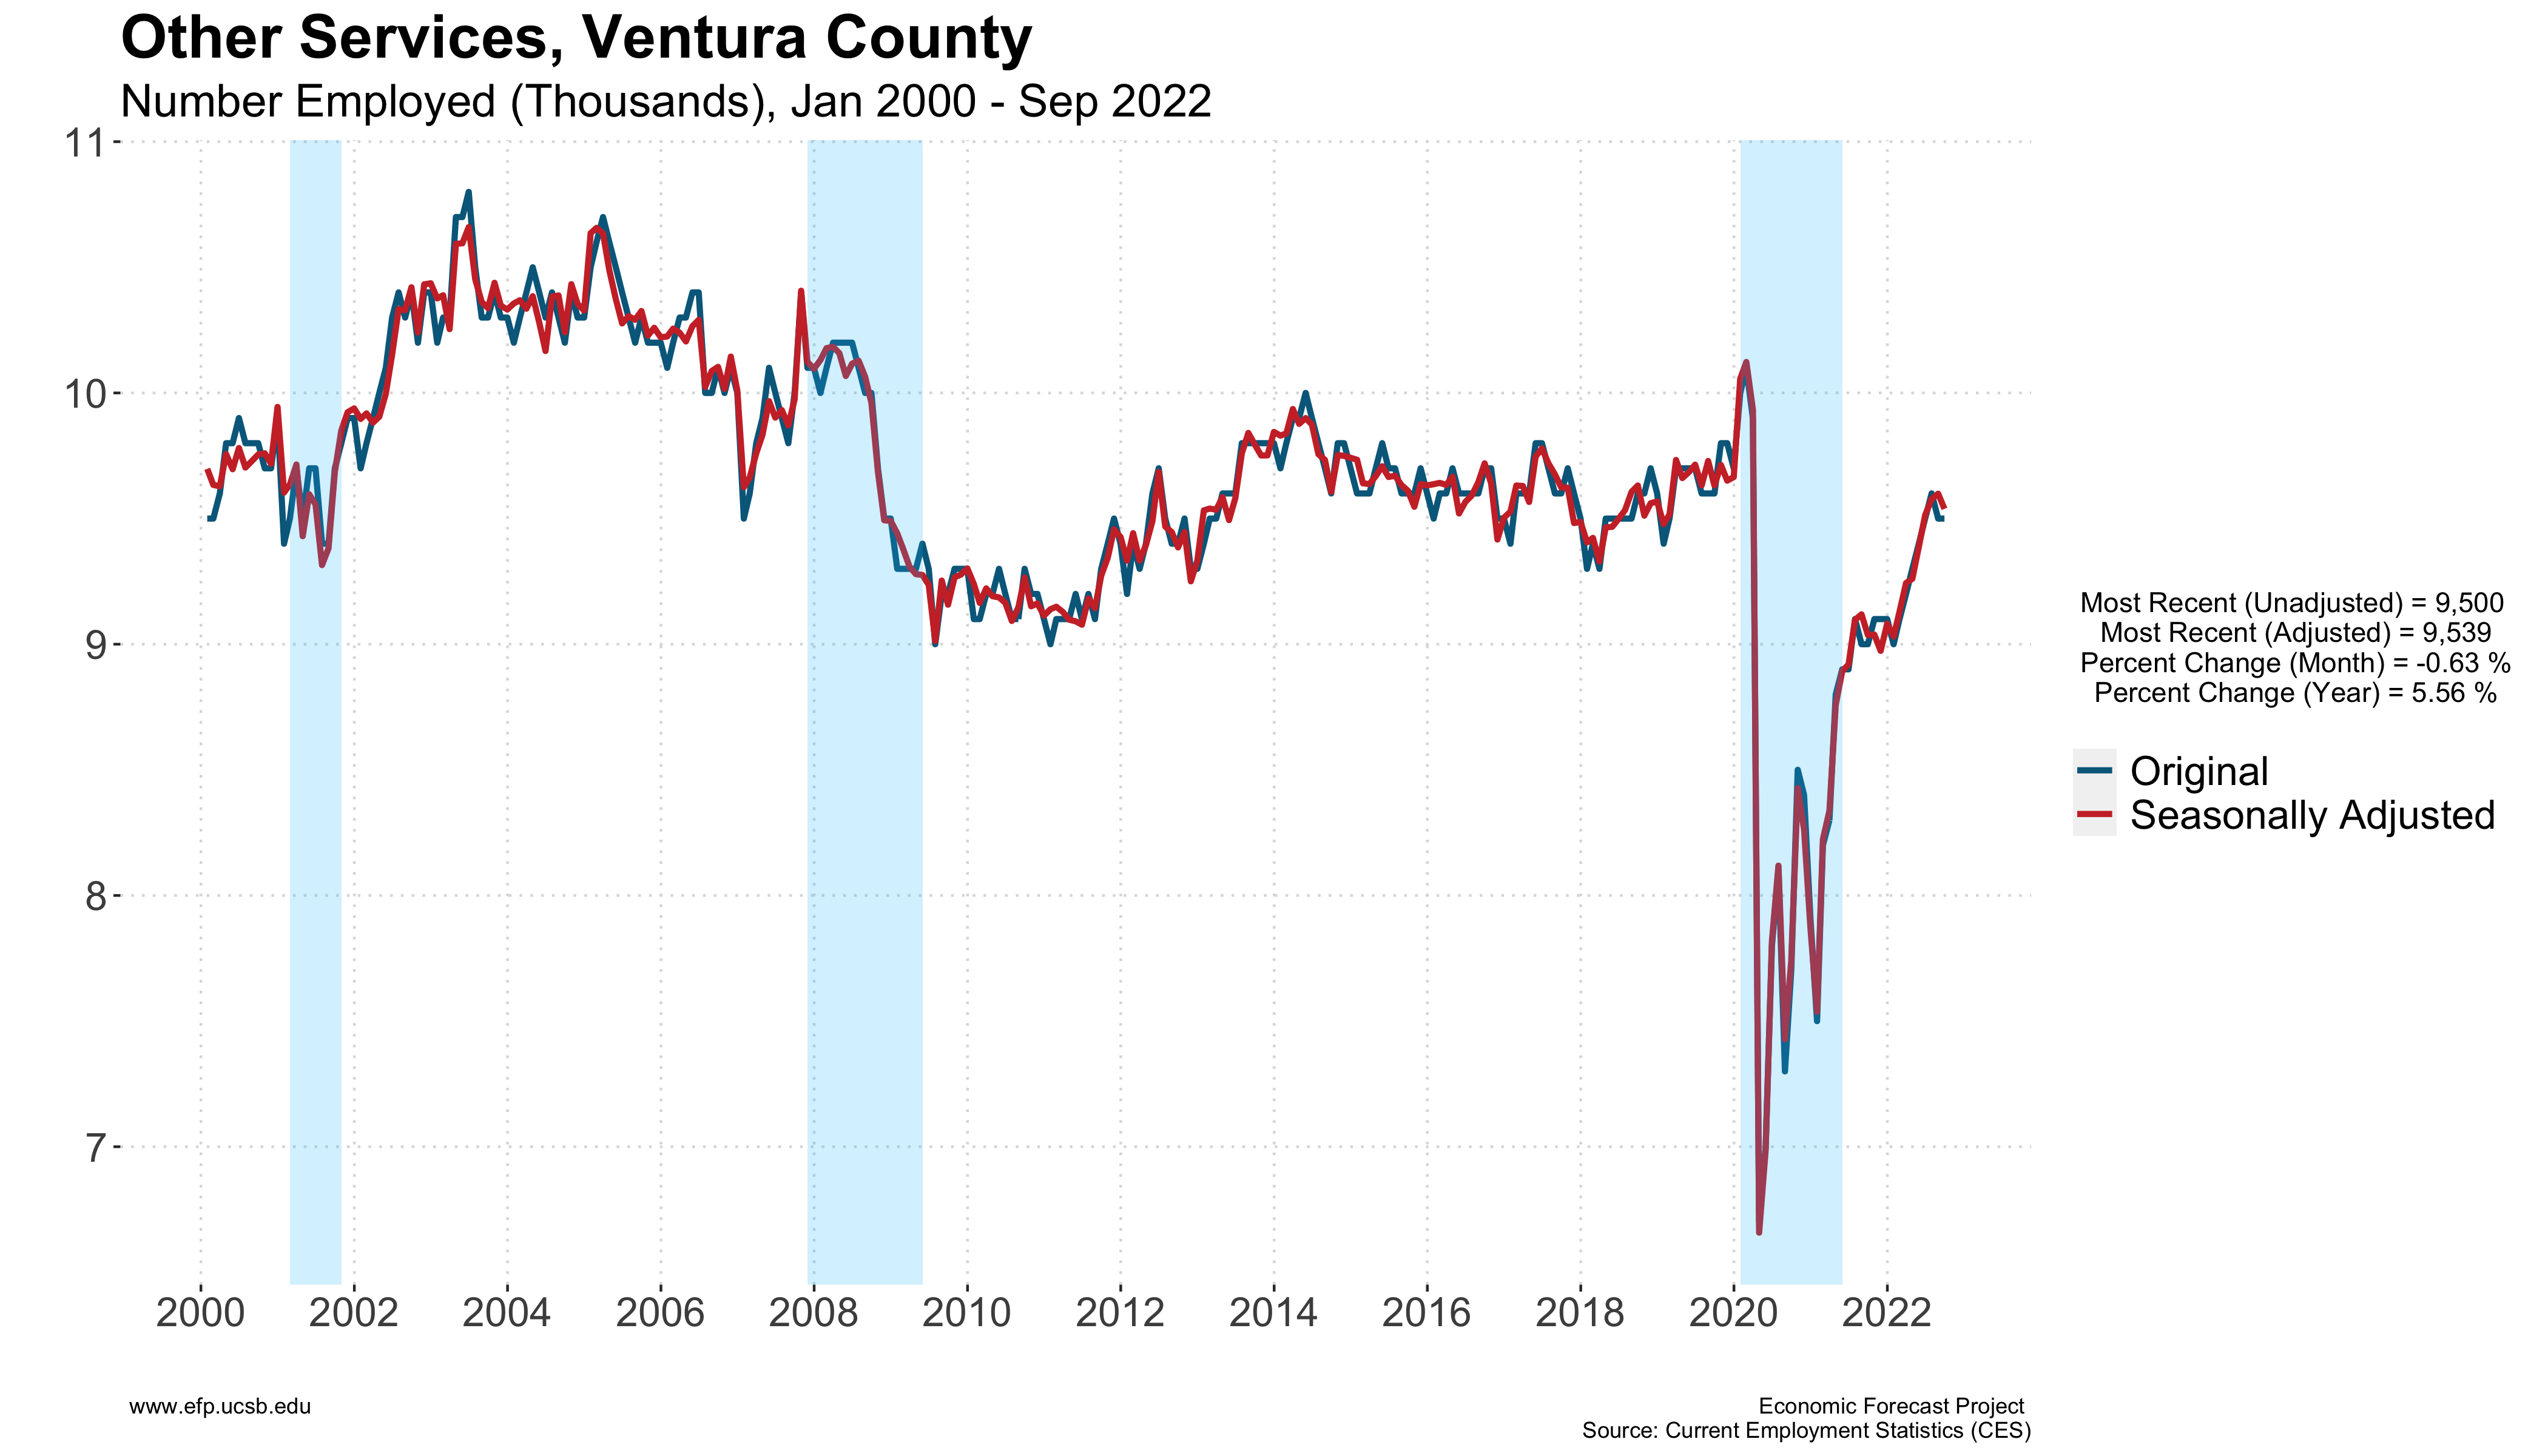 Other Services, Ventura County
Number Employed (Thousands), Jan 2000 - Sep 2022
11
10
9
8
7
2000 2002 2004 2006 2008 2010 2012 2014 2016 2018 2020 2022
Most Recent (Unadjusted) = 9,500
Most Recent (Adjusted) = 9,539
Percent Change (Month) = -0.63 %
Percent Change (Year) = 5.56 %
Original
Seasonally Adjusted
www.efp.ucsb.edu
Economic Forecast Project
Source: Current Employment Statistics (CES)